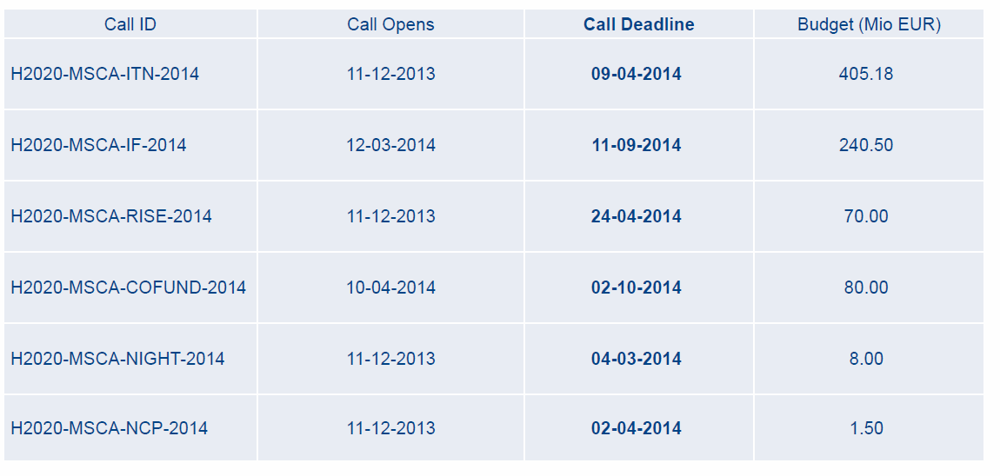 Call ID Call Opens Call Deadline Budget (Mio EUR)
H2020-MSCA-ITN-2014 11-12-2013 09-04-2014 405.18
H2020-MSCA-IF-2014 12-03-2014 11-09-2014 240.50
H2020-MSCA-RISE-2014 11-12-2013 24-04-2014 70.00
H2020-MSCA-COFUND-2014 10-04-2014 02-10-2014 80.00
H2020-MSCA-NIGHT-2014 11-12-2013 04-03-2014 8.00
H2020-MSCA-NCP-2014 11-12-2013 02-04-2014 1.50